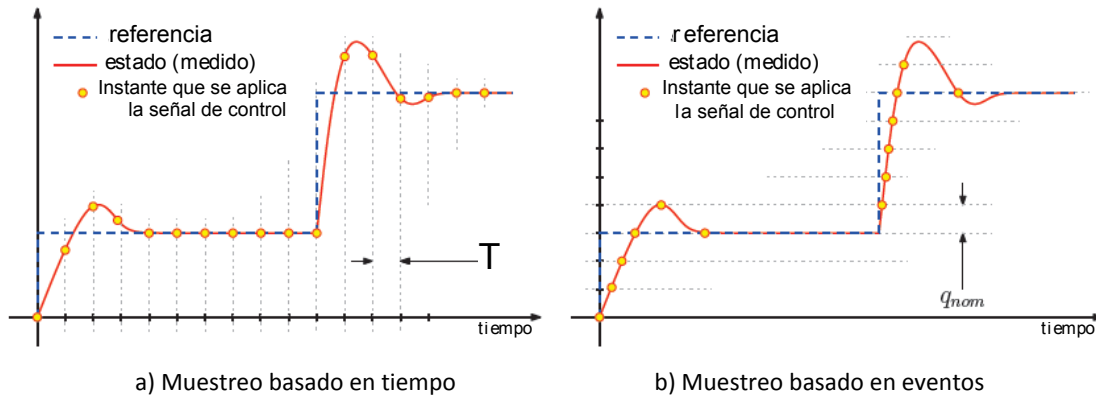 referencia
estado (medido)
Instante que se aplica
la señal de control
T
tiempo
a) Muestreo basado en tiempo
referencia
estado (medido)
Instante que se aplica
la señal de control
qnom
tiempo
b) Muestreo basado en eventos